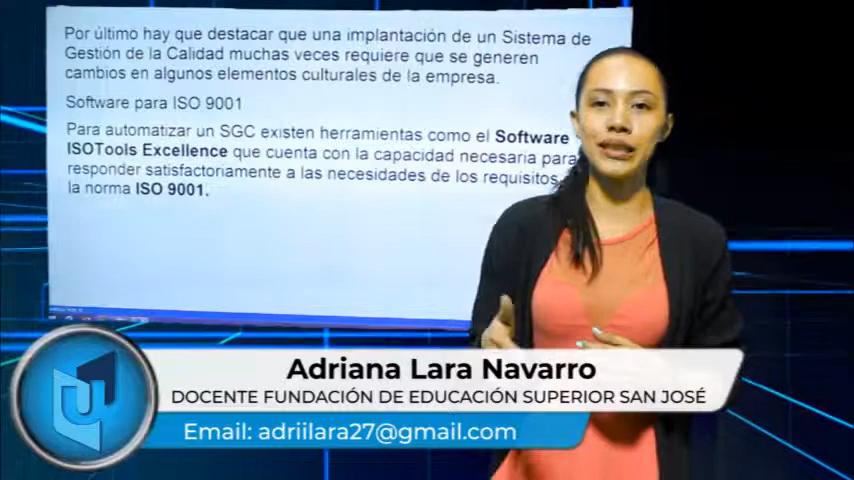 Por último hay que destacar que una implantación de un Sistema de
Gestión de la Calidad muchas veces requiere que se generen
cambios en algunos elementos culturales de la empresa.
Software para ISO 9001
Para automatizar un SGC existen herramientas como el Software
ISOTools Excellence que cuenta con la capacidad necesaria para
responder satisfactoriamente a las necesidades de los requisitos
la norma ISO 9001.
Adriana Lara Navarro
DOCENTE FUNDACIÓN DE EDUCACIÓN SUPERIOR SAN JOSÉ
Email: adriilara27@gmail.com